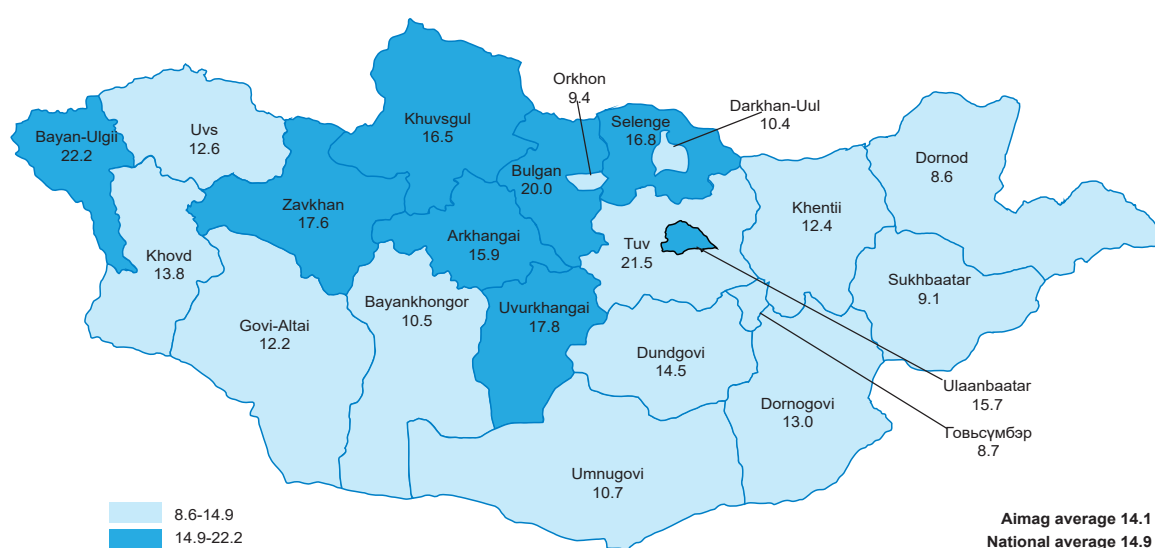 Orkhon
9.4
Darkhan-Uul
10.4
Khuvsgul
16.5
Selenge
16.8
Bayan-Ulgii
22.2
Uvs
12.6
Dornod
8.6
Bulgan
20.0
Zavkhan
17.6
Khentii
12.4
Arkhangai
15.9
Tuv
21.5
Khovd
13.8
Sukhbaatar
9.1
Bayankhongor
10.5
Uvurkhangai
17.8
Govi-Altai
12.2
Dundgovi
14.5
Ulaanbaatar
15.7
Dornogovi
13.0
Говьсүмбэр
8.7
Umnugovi
10.7
8.6-14.9
14.9-22.2
Aimag average 14.1
National average 14.9